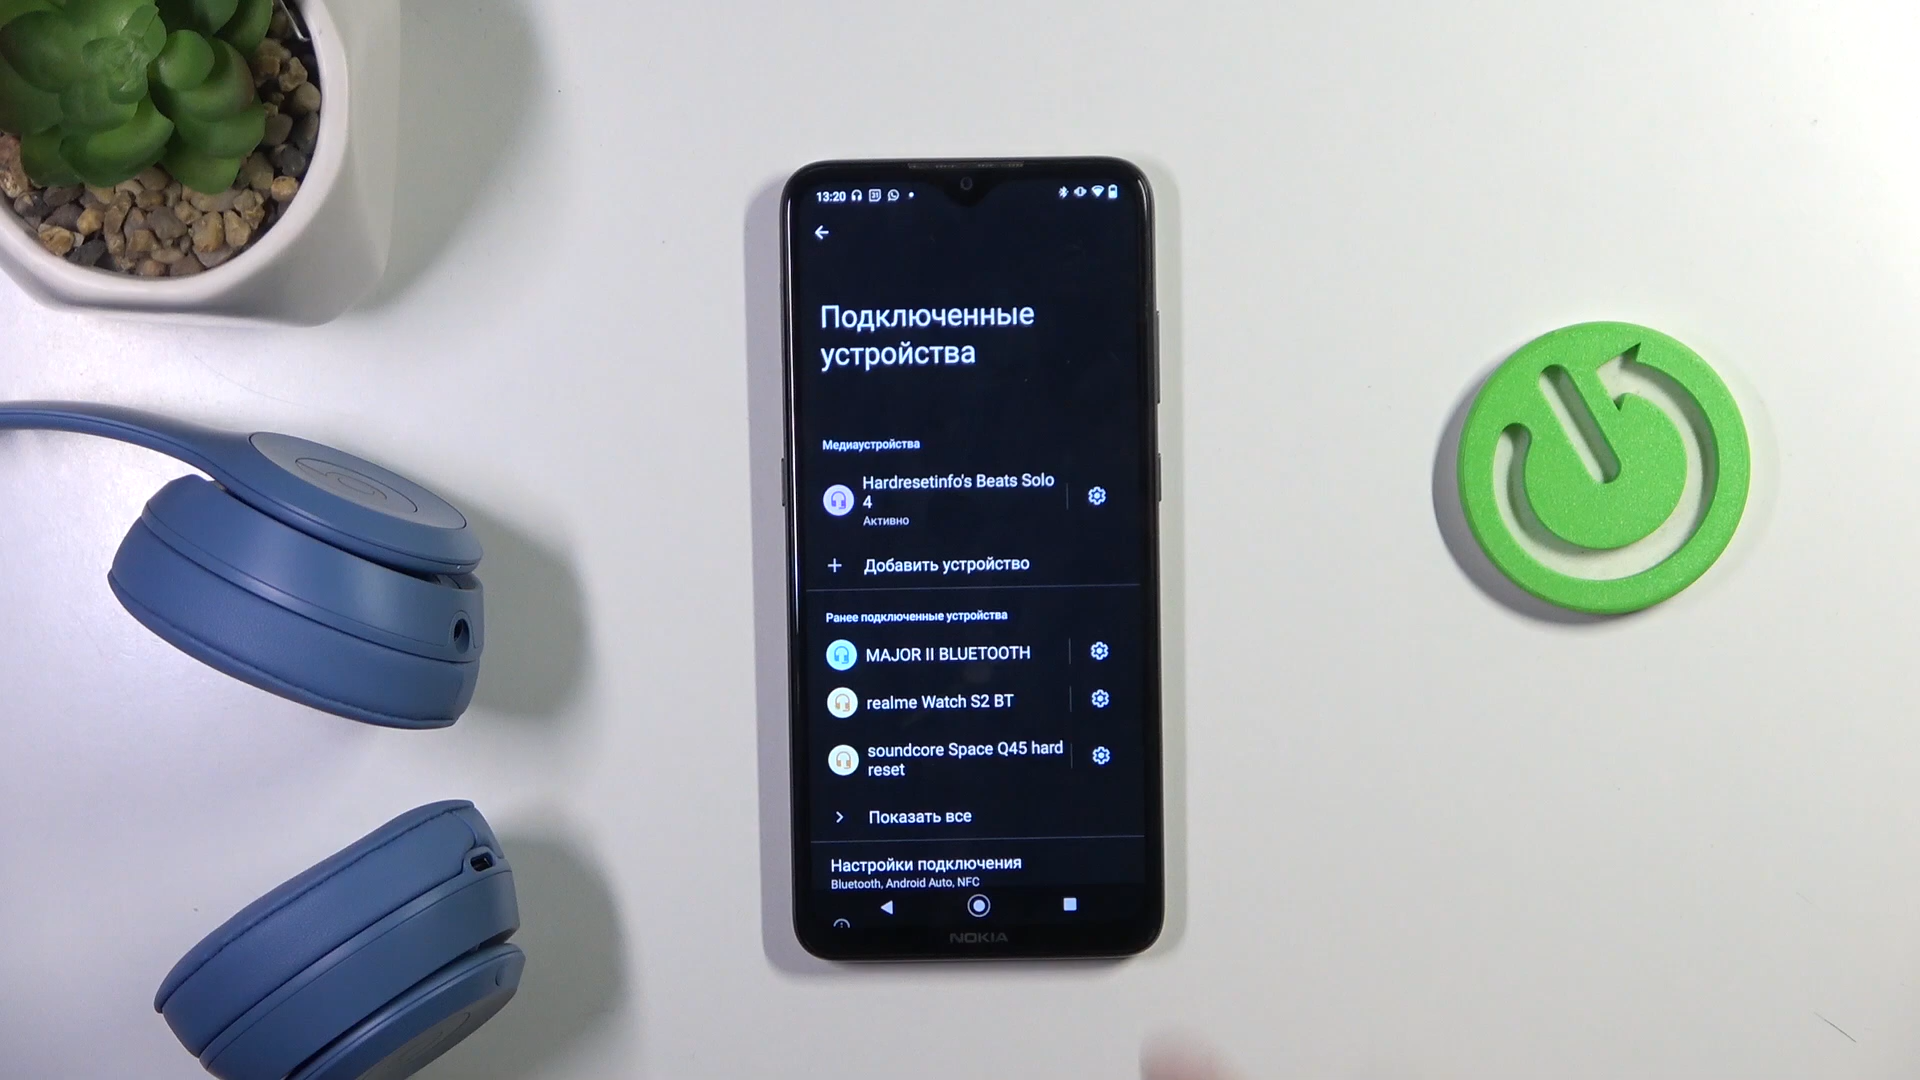 13:20
31
Подключенные
устройства
Медиаустройства
Hardresetinfo's Beats Solo
4
Активно
+ Добавить устройство
Ранее подключенные устройства
MAJOR II BLUETOOTH
realme Watch S2 BT
soundcore Space Q45 hard
reset
Показать все
Настройки подключения
Bluetooth, Android Auto, NFC
NOKIA